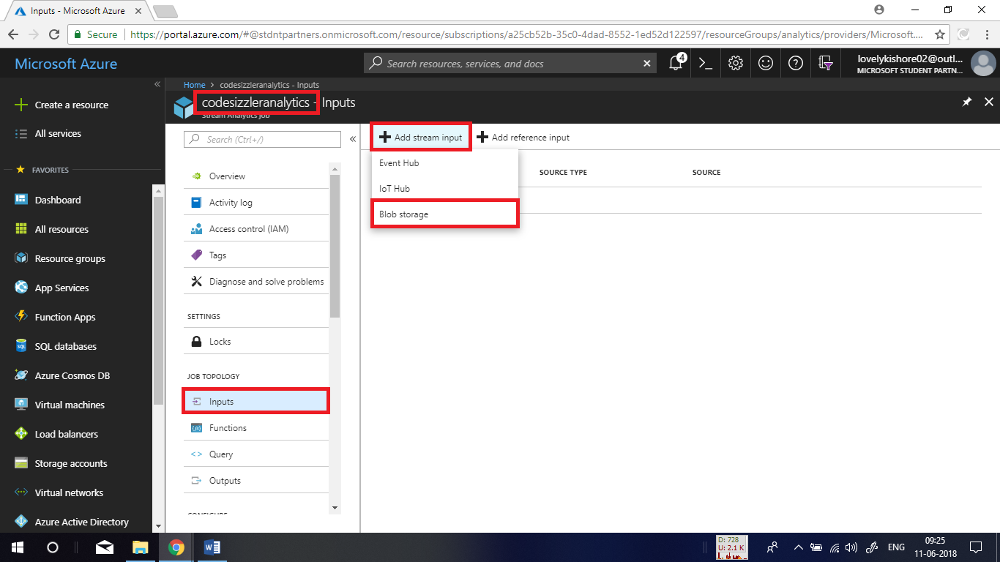 Inputs - Microsoft Azure
Secure
https://portal.azure.com/#@stdntpartners.onmicrosoft.com/resource/subscriptions/a25cb52b-35c0-4dad-8552-1ed52d122597/resourceGroups/analytics/providers/Microsoft....
Microsoft Azure
Search resources, services, and docs
4
lovelykishore02@outl...
MICROSOFT STUDENT PARTN...
Home > codesizzleranalytics - Inputs
codesizzleranalytics - Inputs
Stream Analytics job
Create a resource
All services
FAVORITES
Dashboard
All resources
Resource groups
App Services
Function Apps
SQL databases
Azure Cosmos DB
Virtual machines
Load balancers
Storage accounts
Virtual networks
Azure Active Directory
Search (Ctrl+/)
Overview
Activity log
Access control (IAM)
Tags
Diagnose and solve problems
SETTINGS
Locks
JOB TOPOLOGY
Inputs
Functions
Query
Outputs
CONFIGURE
Add stream input
Add reference input
Event Hub
IoT Hub
Blob storage
SOURCE TYPE
SOURCE
D: 728
U: 2.1 K
ENG
09:25
11-06-2018